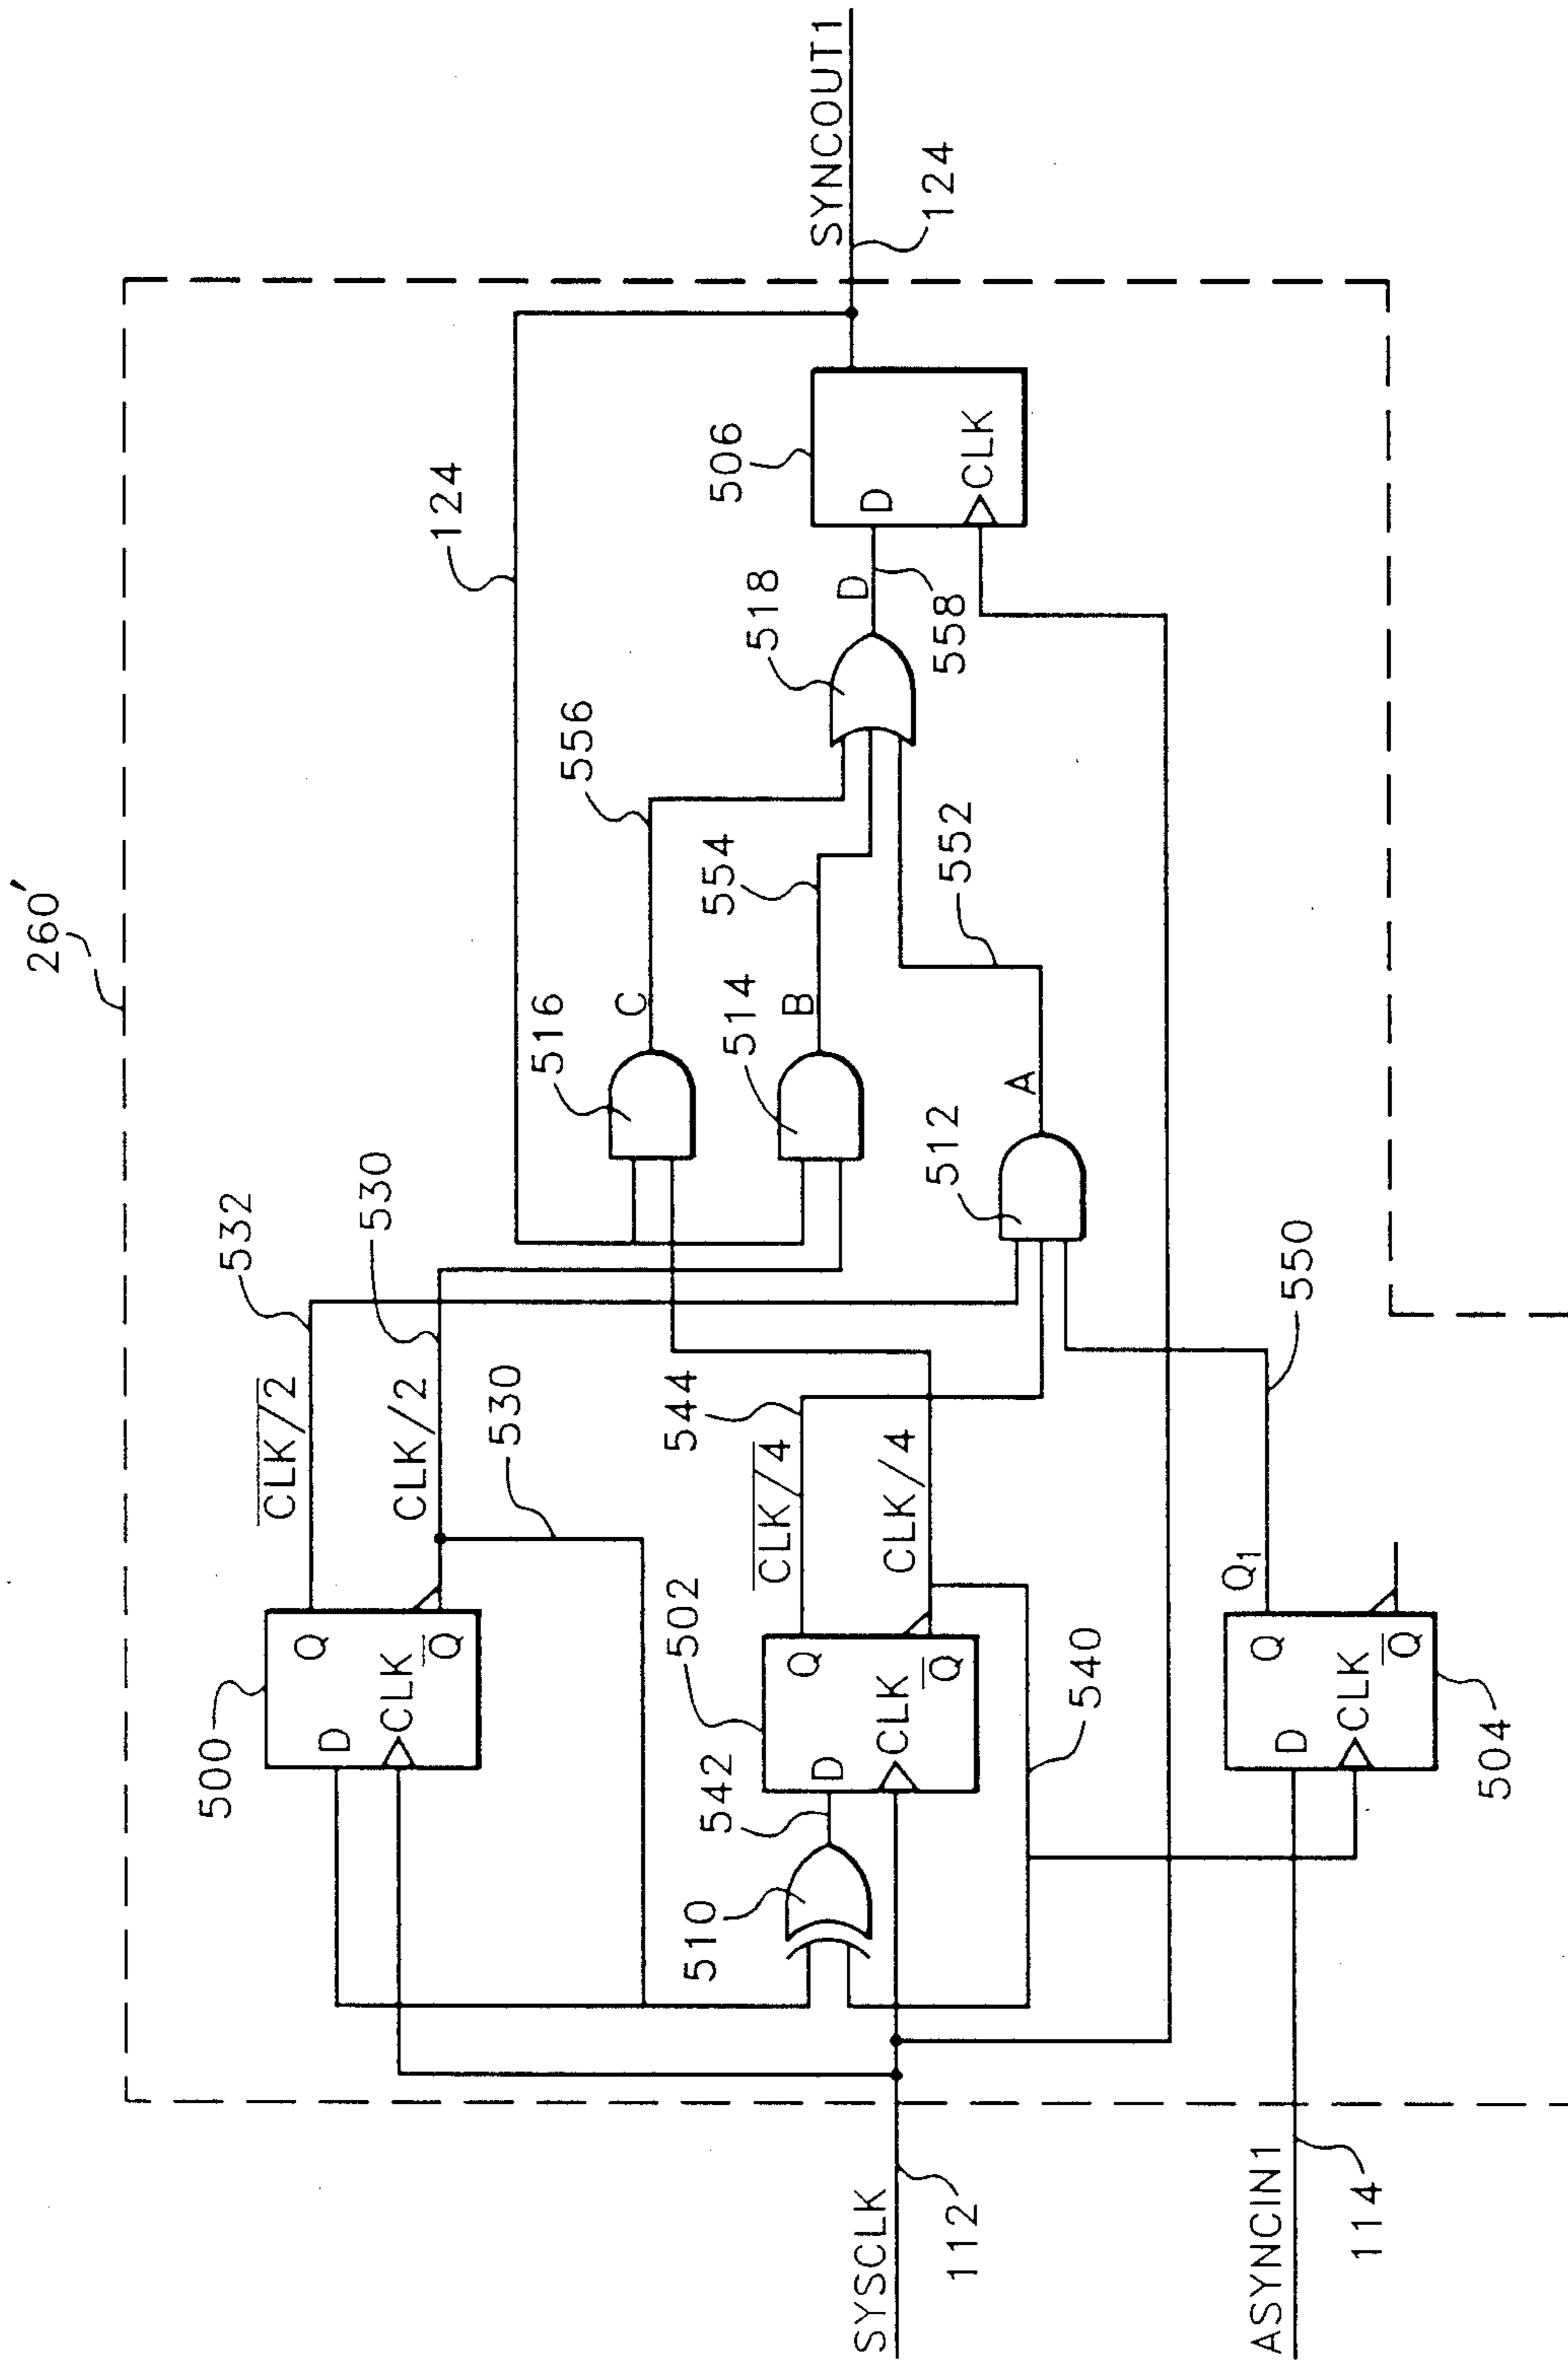 260'
532
530
124
500
D
Q
CLK
Q̅
C̅L̅K̅/̅2̅
CLK/2
530
516
C
556
514
B
554
518
D
558
506
D
CLK
SYNCOUT1
124
510
542
502
D
Q
CLK
Q̅
C̅L̅K̅/̅4̅
CLK/4
544
512
A
552
540
SYSCLK
112
ASYNCIN1
114
D
Q
CLK
Q̅
Q1
504
550